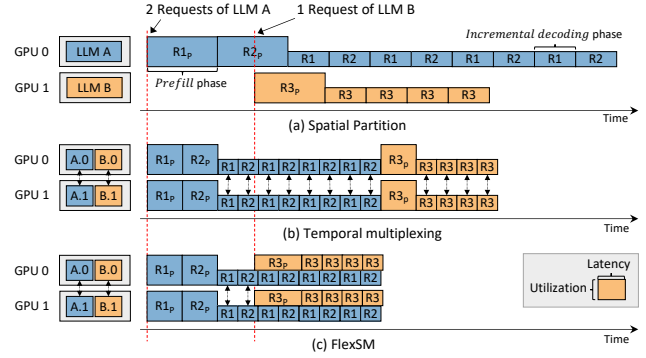 2 Requests of LLM A
1 Request of LLM B
Incremental decoding phase
GPU 0 LLM A R1P R2P R1 R2 R1 R2 R1 R2 R1 R2
Prefill phase
GPU 1 LLM B R3P R3 R3 R3 R3
Time
(a) Spatial Partition
GPU 0 A.0 B.0 R1P R2P R1 R2 R1 R2 R1 R2 R1 R2 R3P R3 R3 R3 R3
GPU 1 A.1 B.1 R1P R2P R1 R2 R1 R2 R1 R2 R1 R2 R3P R3 R3 R3 R3
Time
(b) Temporal multiplexing
GPU 0 A.0 B.0 R1P R2P R3P R3 R3 R3 R3
R1 R2 R1 R2 R1 R2 R1 R2
GPU 1 A.1 B.1 R1P R2P R3P R3 R3 R3 R3
R1 R2 R1 R2 R1 R2 R1 R2
Latency
Utilization
Time
(c) FlexSM